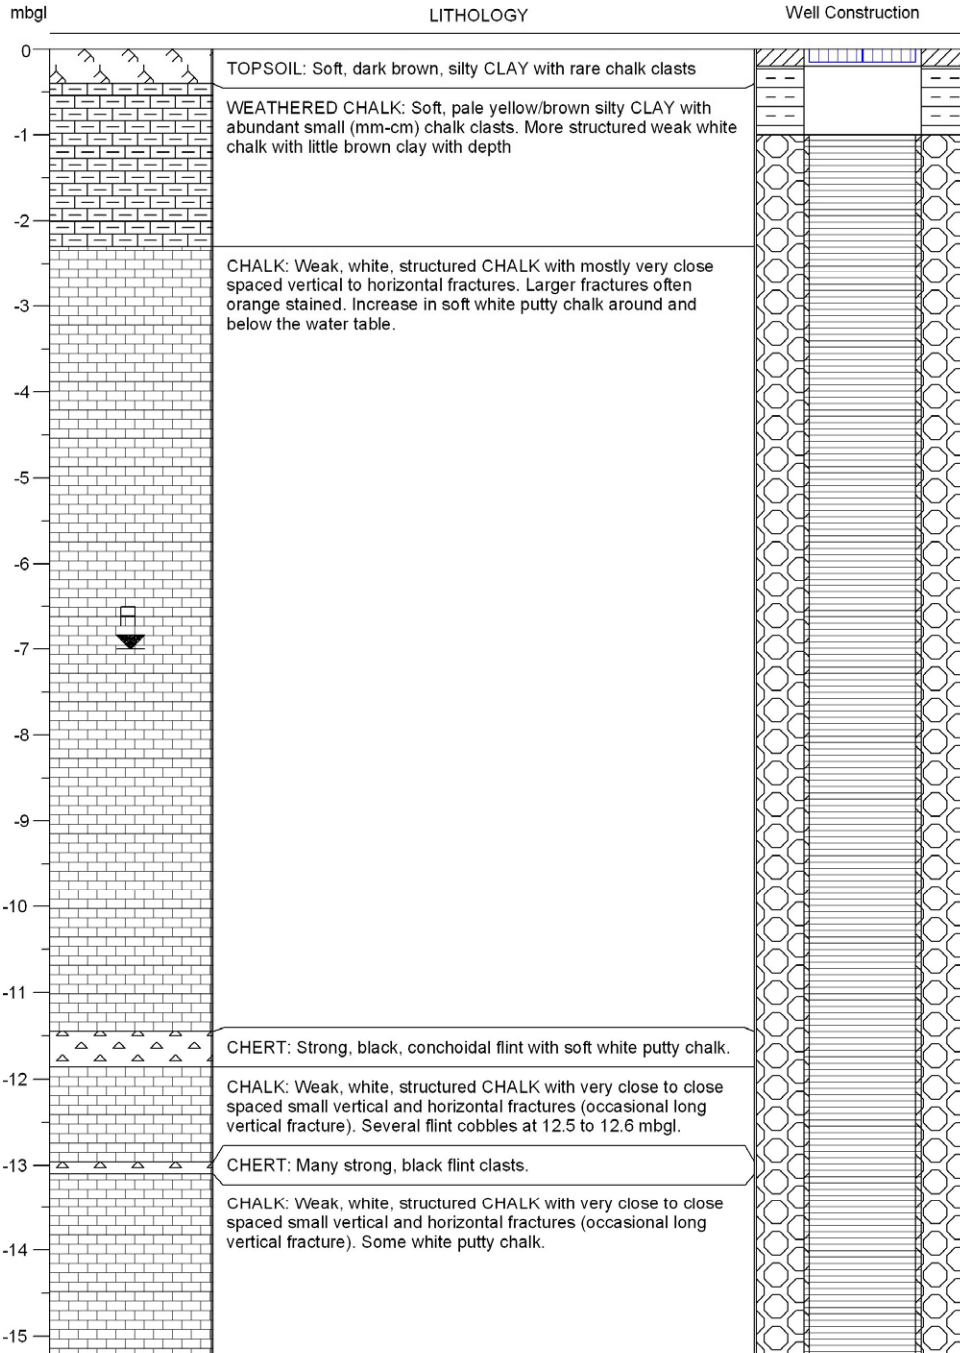 mbgl LITHOLOGY Well Construction
0
TOPSOIL: Soft, dark brown, silty CLAY with rare chalk clasts
WEATHERED CHALK: Soft, pale yellow/brown silty CLAY with
abundant small (mm-cm) chalk clasts. More structured weak white
-1
chalk with little brown clay with depth
-2
CHALK: Weak, white, structured CHALK with mostly very close
spaced vertical to horizontal fractures. Larger fractures often
-3
orange stained. Increase in soft white putty chalk around and
below the water table.
-4
-5
-6
-7
-8
-9
-10
-11
CHERT: Strong, black, conchoidal flint with soft white putty chalk.
-12
CHALK: Weak, white, structured CHALK with very close to close
spaced small vertical and horizontal fractures (occasional long
vertical fracture). Several flint cobbles at 12.5 to 12.6 mbgl.
-13
CHERT: Many strong, black flint clasts.
CHALK: Weak, white, structured CHALK with very close to close
spaced small vertical and horizontal fractures (occasional long
vertical fracture). Some white putty chalk.
-14
-15